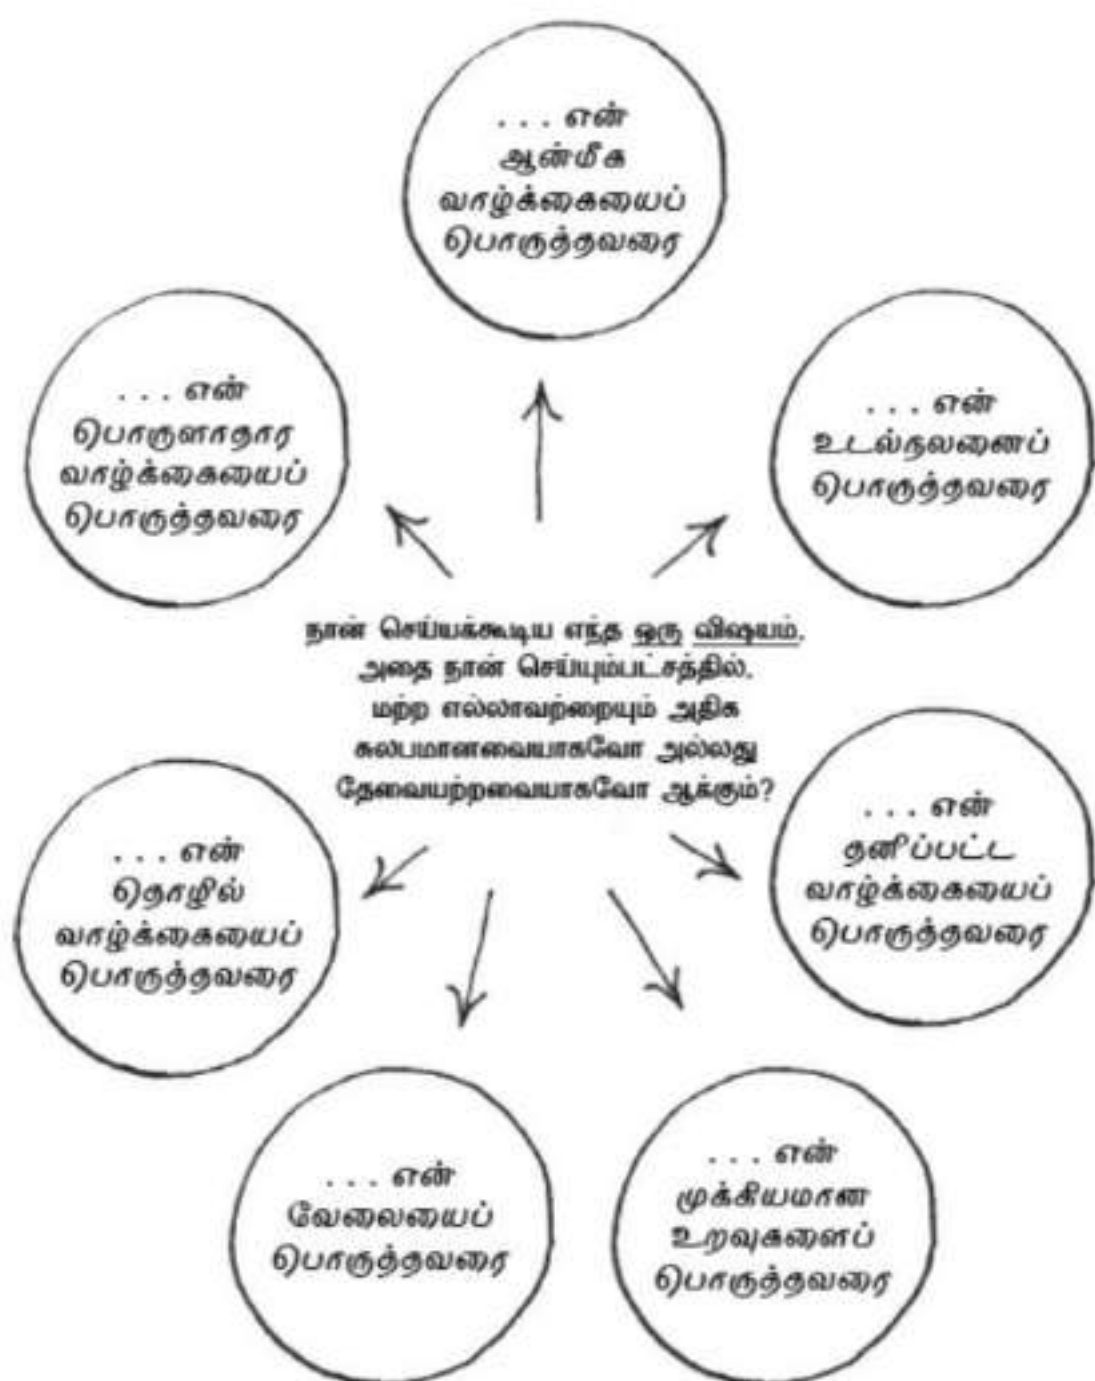 . . . என்
ஆன்மீக
வாழ்க்கையைப்
பொருத்தவரை
. . . என்
பொருளாதார
வாழ்க்கையைப்
பொருத்தவரை
. . . என்
உடல்நலனைப்
பொருத்தவரை
நான் செய்யக்கூடிய எந்த ஒரு விஷயம்,
அதை நான் செய்யும்பட்சத்தில்,
மற்ற எல்லாவற்றையும் அதிக
சுலபமானவையாகவோ அல்லது
தேவையற்றவையாகவோ ஆக்கும்?
. . . என்
தொழில்
வாழ்க்கையைப்
பொருத்தவரை
. . . என்
தனிப்பட்ட
வாழ்க்கையைப்
பொருத்தவரை
. . . என்
வேலையைப்
பொருத்தவரை
. . . என்
முக்கியமான
உறவுகளைப்
பொருத்தவரை